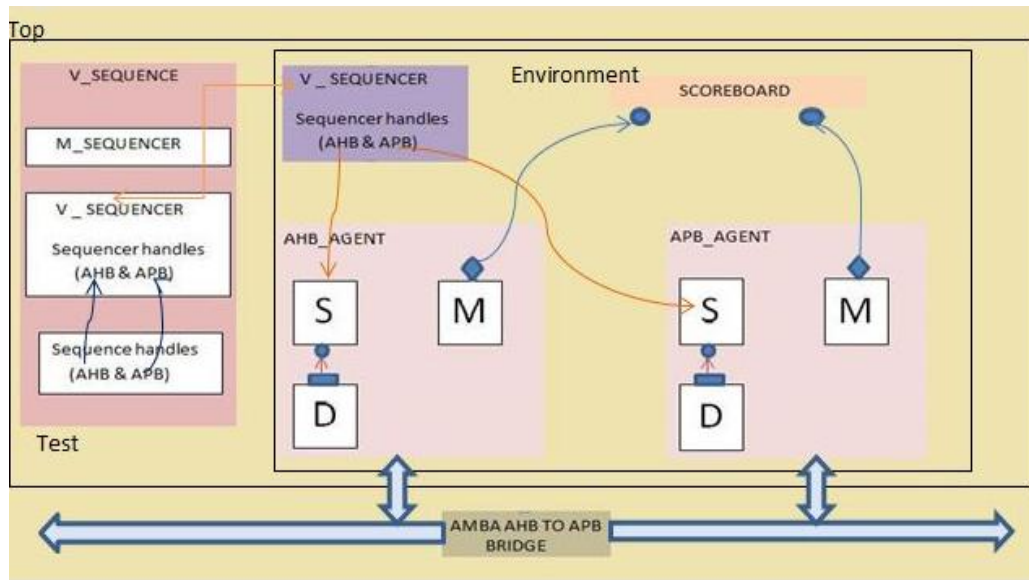 Top
V_SEQUENCE
M_SEQUENCER
V _ SEQUENCER
Sequencer handles
(AHB & APB)
Sequence handles
(AHB & APB)
Test
V _ SEQUENCER
Sequencer handles
(AHB & APB)
Environment
SCOREBOARD
AHB_AGENT
S
M
D
APB_AGENT
S
M
D
AMBA AHB TO APB
BRIDGE